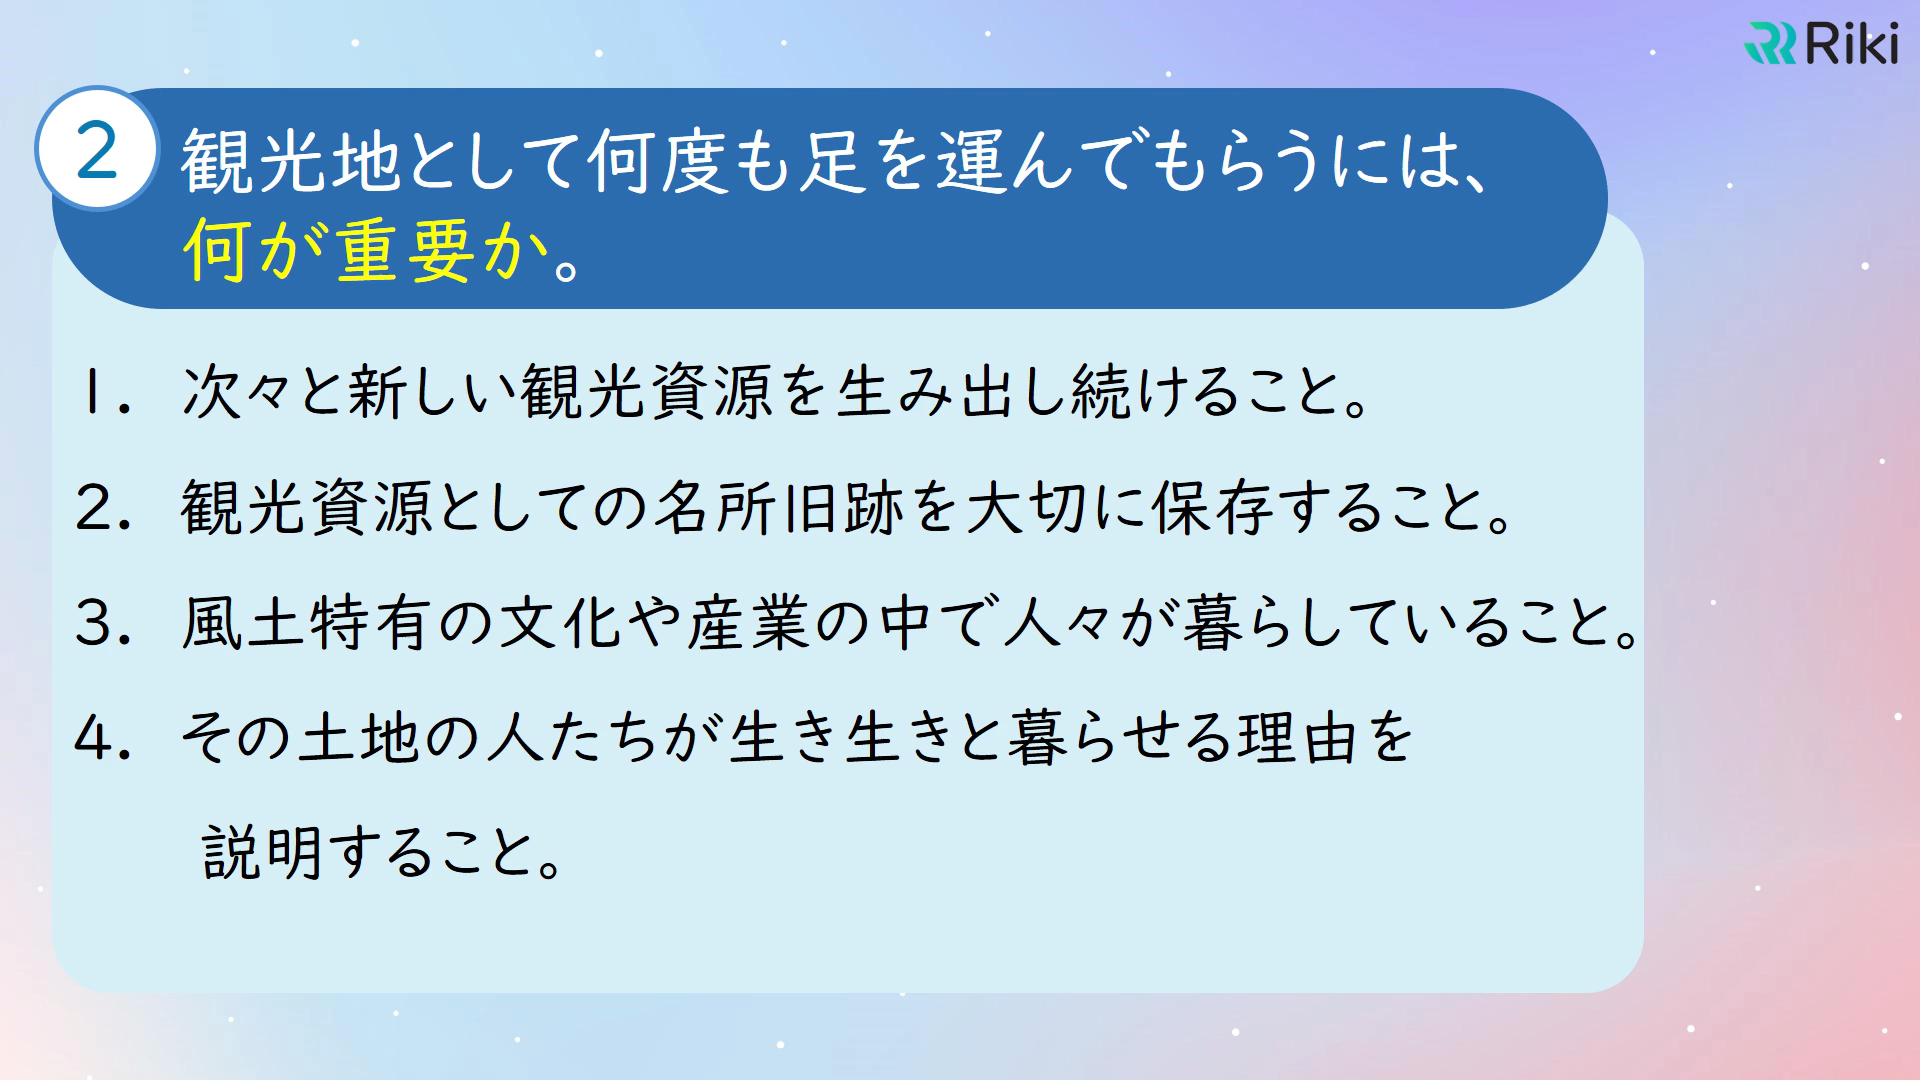 Riki
2 観光地として何度も足を運んでもらうには、
何が重要か。
1. 次々と新しい観光資源を生み出し続けること。
2. 観光資源としての名所旧跡を大切に保存すること。
3. 風土特有の文化や産業の中で人々が暮らしていること。
4. その土地の人たちが生き生きと暮らせる理由を
説明すること。